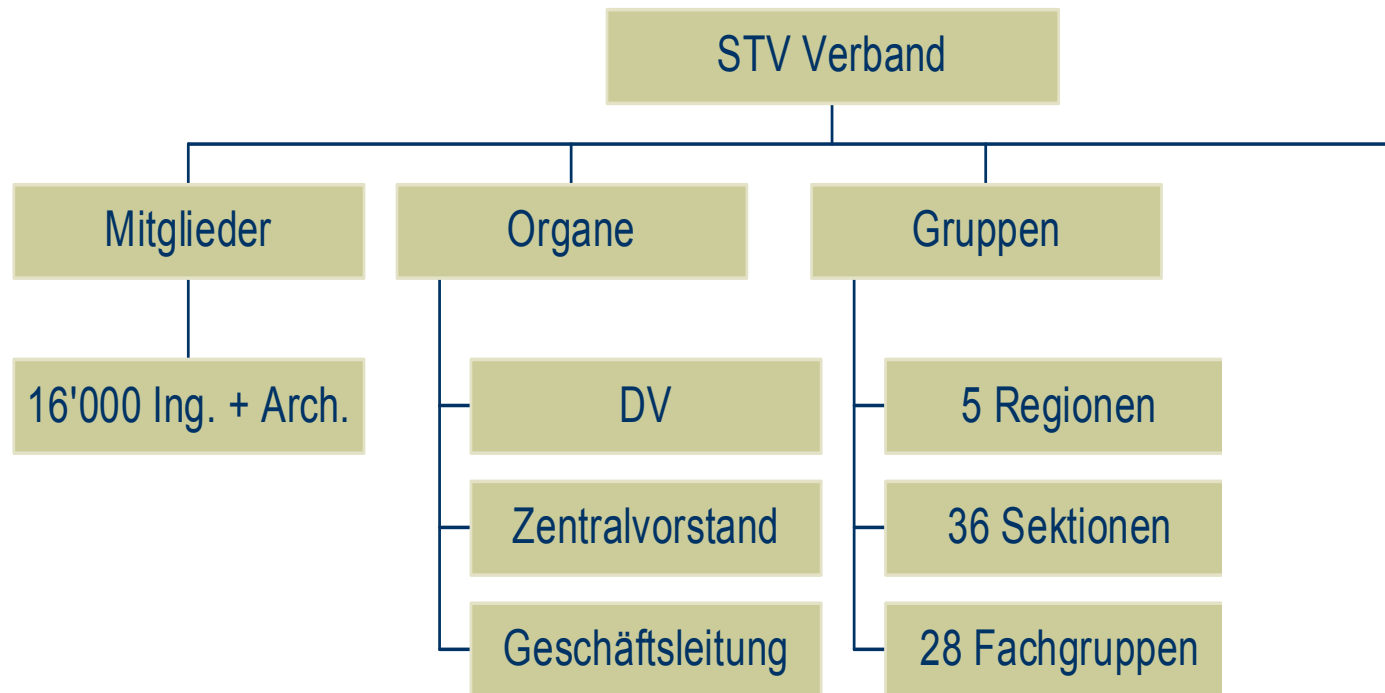 STV Verband
Mitglieder
Organe
Gruppen
16'000 Ing. + Arch.
DV
5 Regionen
Zentralvorstand
36 Sektionen
Geschäftsleitung
28 Fachgruppen